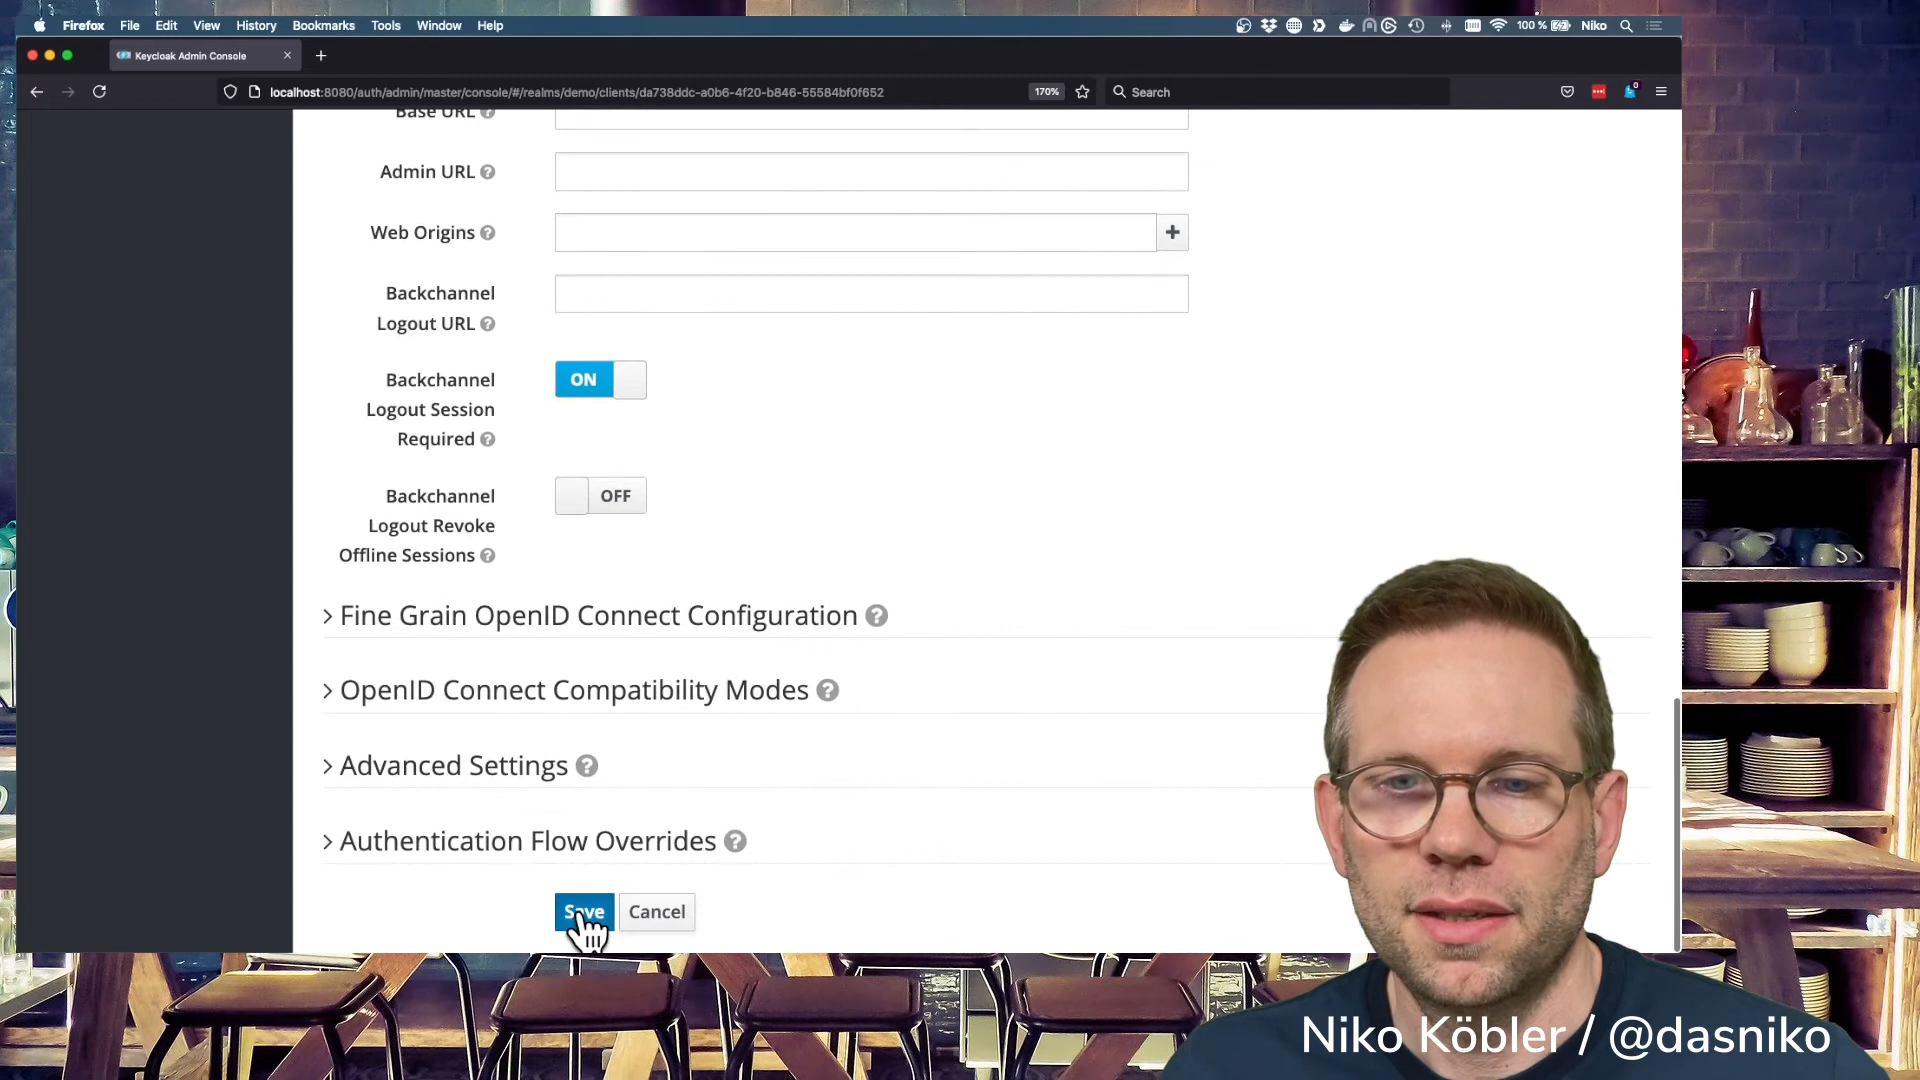 Firefox File Edit View History Bookmarks Tools Window Help
100 % Niko
Keycloak Admin Console
localhost:8080/auth/admin/master/console/#/realms/demo/clients/da738ddc-a0b6-4f20-b846-55584bf0f652
170%
Search
0
Base URL
Admin URL
Web Origins
Backchannel
Logout URL
Backchannel
Logout Session
Required
ON
Backchannel
Logout Revoke
Offline Sessions
OFF
Fine Grain OpenID Connect Configuration
OpenID Connect Compatibility Modes
Advanced Settings
Authentication Flow Overrides
Save Cancel
Niko Köbler / @dasniko